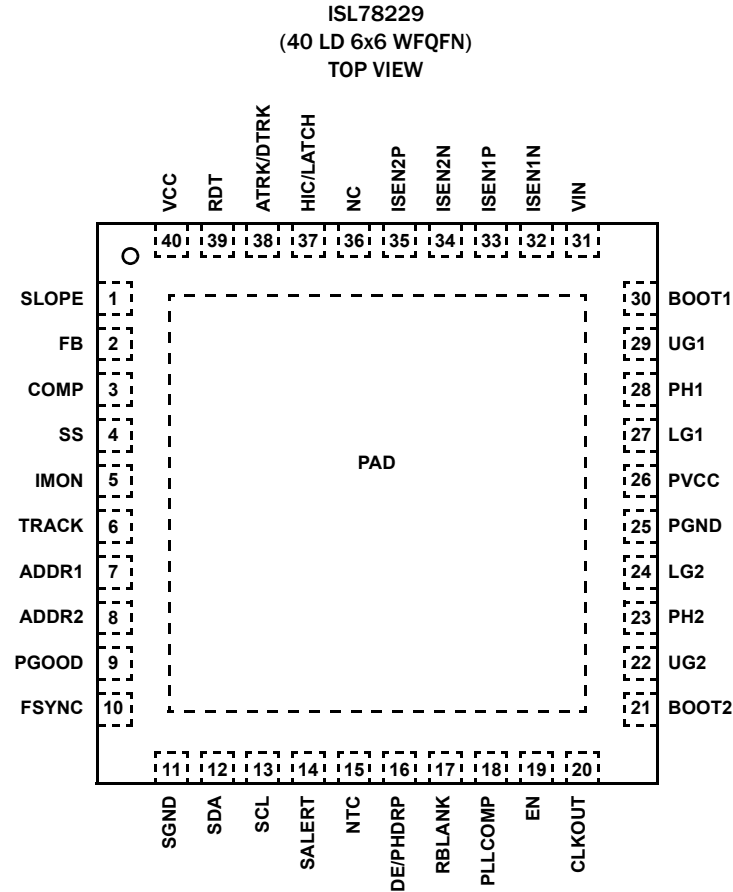 ISL78229
(40 LD 6x6 WFQFN)
TOP VIEW
VCC
RDT
ATRK/DTRK
HIC/LATCH
NC
ISEN2P
ISEN2N
ISEN1P
ISEN1N
VIN
40 39 38 37 36 35 34 33 32 31
SLOPE 1 30 BOOT1
FB 2 29 UG1
COMP 3 28 PH1
SS 4 27 LG1
PAD
IMON 5 26 PVCC
TRACK 6 25 PGND
ADDR1 7 24 LG2
ADDR2 8 23 PH2
PGOOD 9 22 UG2
FSYNC 10 21 BOOT2
11 12 13 14 15 16 17 18 19 20
SGND
SDA
SCL
SALERT
NTC
DE/PHDRP
RBLANK
PLLCOMP
EN
CLKOUT